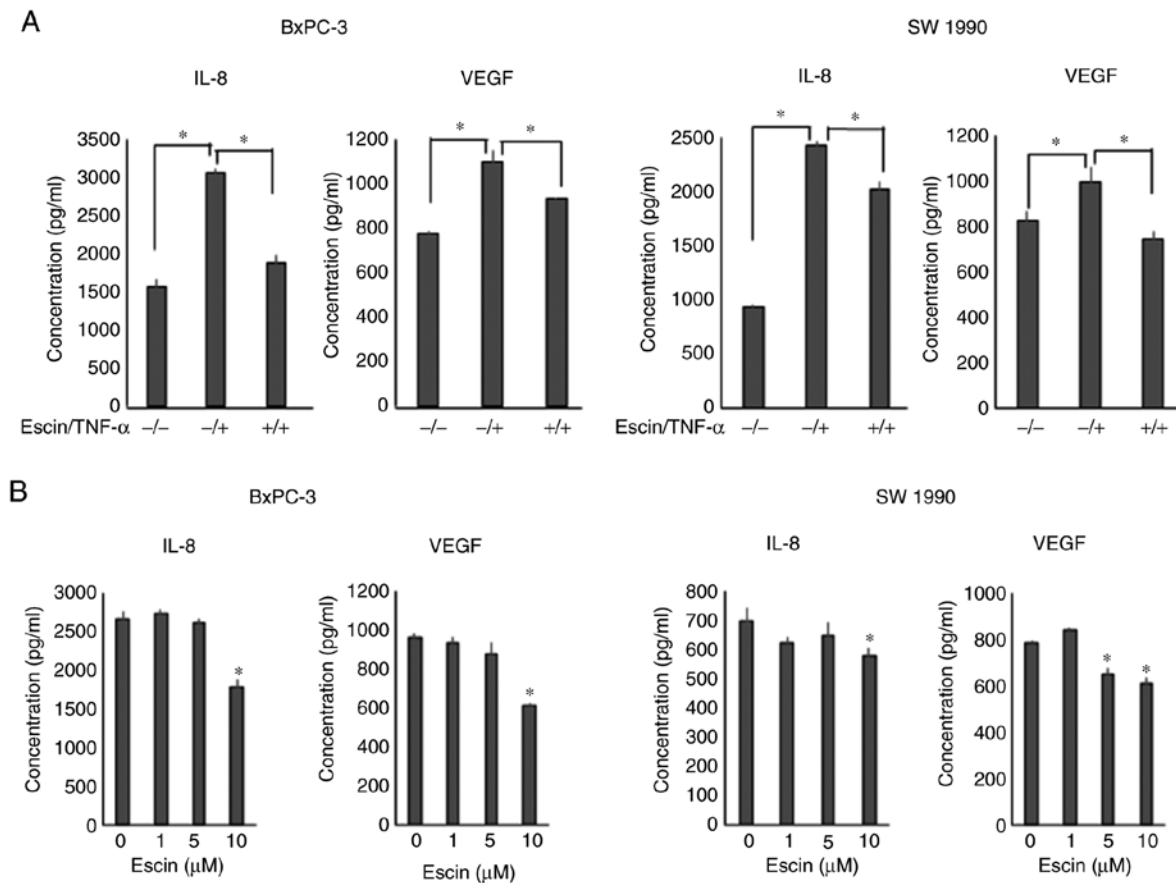 A
BxPC-3
SW 1990
IL-8
VEGF
IL-8
VEGF
Concentration (pg/ml)
3500
3000
2500
2000
1500
1000
500
0
* *
Concentration (pg/ml)
1200
1000
800
600
400
200
0
* *
Concentration (pg/ml)
2500
2000
1500
1000
500
0
* *
Concentration (pg/ml)
1200
1000
800
600
400
200
0
* *
Escin/TNF-α −/− −/+ +/+
−/− −/+ +/+
Escin/TNF-α −/− −/+ +/+
−/− −/+ +/+
B
BxPC-3
SW 1990
IL-8
VEGF
IL-8
VEGF
Concentration (pg/ml)
3000
2500
2000
1500
1000
500
0
*
0 1 5 10
Escin (μM)
Concentration (pg/ml)
1200
1000
800
600
400
200
0
*
0 1 5 10
Escin (μM)
Concentration (pg/ml)
800
700
600
500
400
300
200
100
0
*
0 1 5 10
Escin (μM)
Concentration (pg/ml)
1000
800
600
400
200
0
* *
0 1 5 10
Escin (μM)